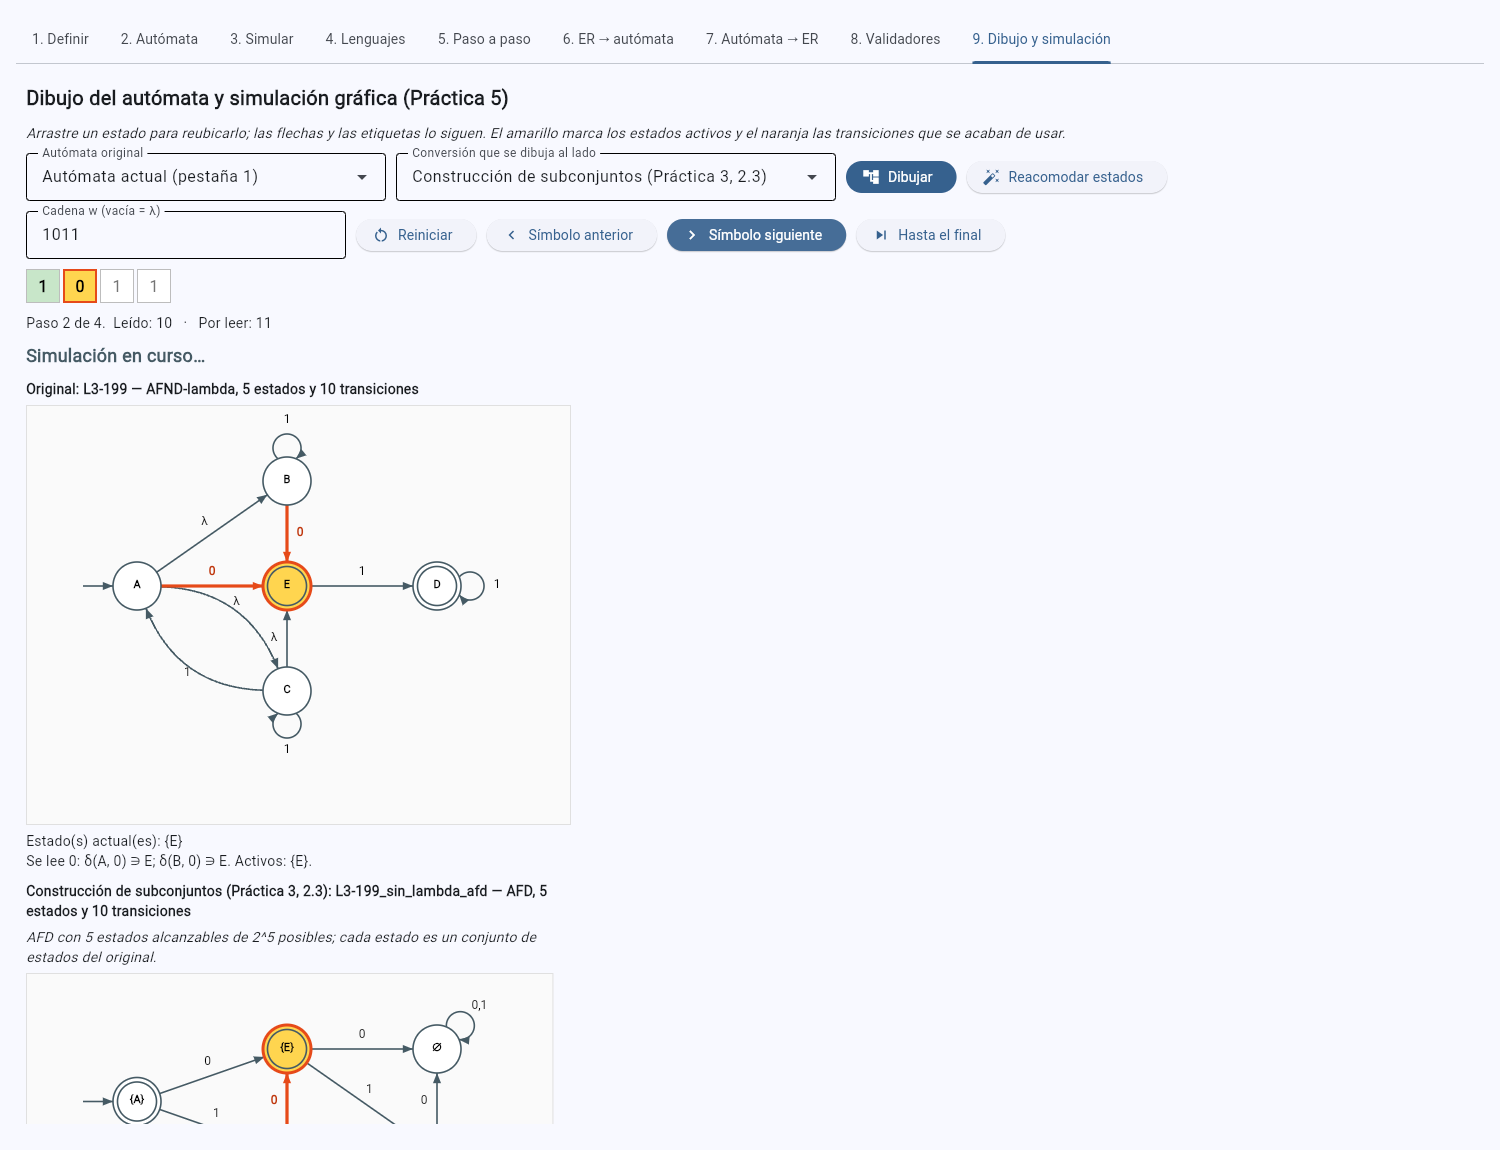 1. Definir 2. Autómata 3. Simular 4. Lenguajes 5. Paso a paso 6. ER → autómata 7. Autómata → ER 8. Validadores 9. Dibujo y simulación
Dibujo del autómata y simulación gráfica (Práctica 5)
Arrastre un estado para reubicarlo; las flechas y las etiquetas lo siguen. El amarillo marca los estados activos y el naranja las transiciones que se acaban de usar.
Autómata original
Autómata actual (pestaña 1)
Conversión que se dibuja al lado
Construcción de subconjuntos (Práctica 3, 2.3)
Dibujar
Reacomodar estados
Cadena w (vacía = λ)
1011
Reiniciar
Símbolo anterior
Símbolo siguiente
Hasta el final
1 0 1 1
Paso 2 de 4. Leído: 10 · Por leer: 11
Simulación en curso…
Original: L3-199 — AFND-lambda, 5 estados y 10 transiciones
1
B
λ
0
A
0
E
1
D
1
λ
λ
1
C
1
Estado(s) actual(es): {E}
Se lee 0: δ(A, 0) ∋ E; δ(B, 0) ∋ E. Activos: {E}.
Construcción de subconjuntos (Práctica 3, 2.3): L3-199_sin_lambda_afd — AFD, 5
estados y 10 transiciones
AFD con 5 estados alcanzables de 2^5 posibles; cada estado es un conjunto de
estados del original.
0,1
{E}
0
∅
0
1
{A}
0
0
1